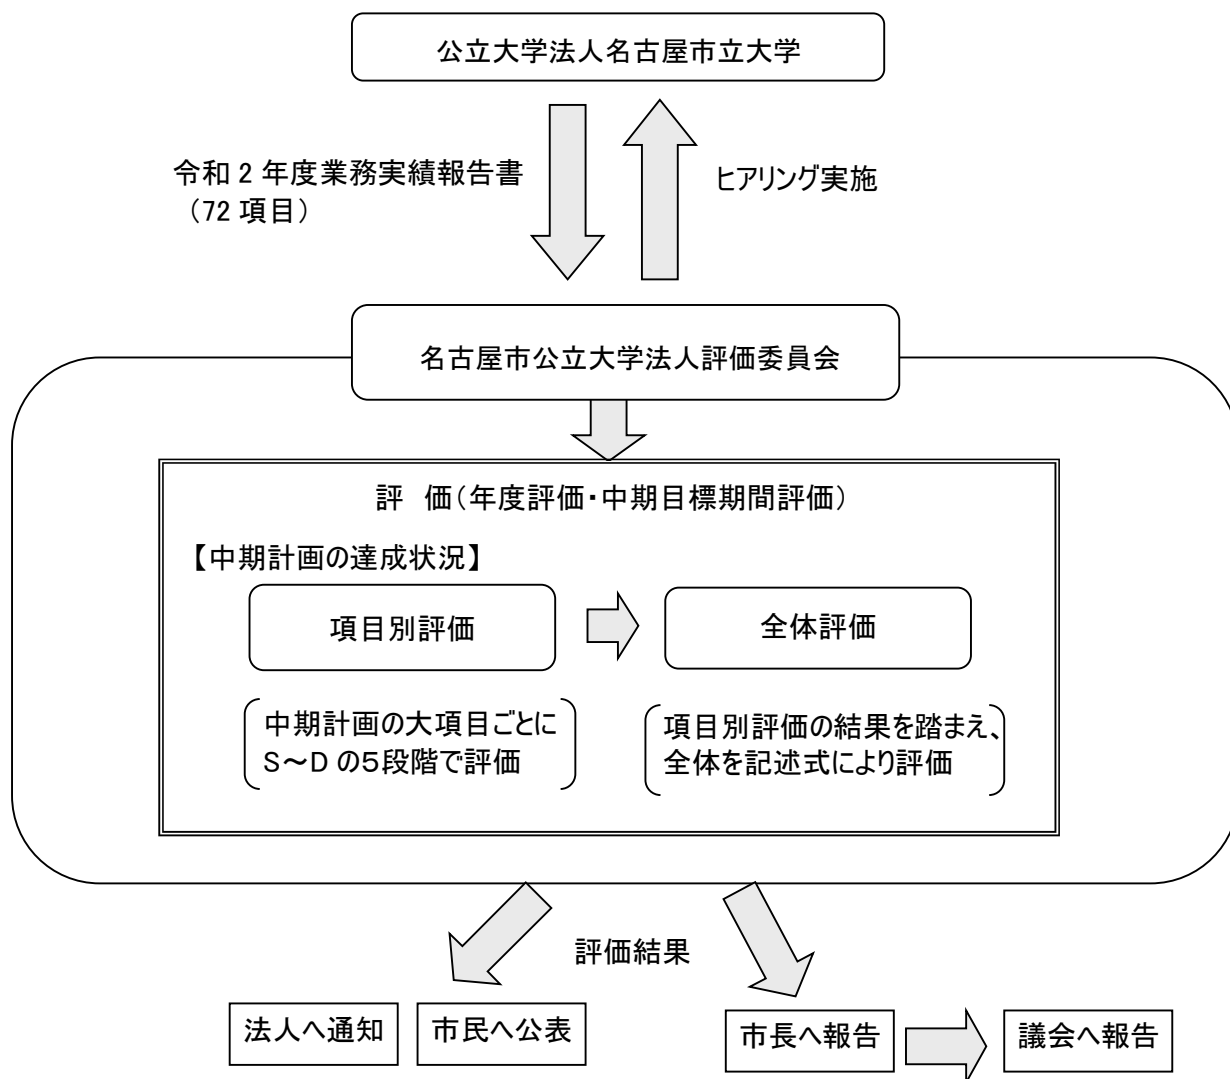 公立大学法人名古屋市立大学
令和2年度業務実績報告書
（72項目）
ヒアリング実施
名古屋市公立大学法人評価委員会
評　価（年度評価・中期目標期間評価）
【中期計画の達成状況】
項目別評価
全体評価
中期計画の大項目ごとに
S～Dの5段階で評価
項目別評価の結果を踏まえ、
全体を記述式により評価
評価結果
法人へ通知
市民へ公表
市長へ報告
議会へ報告